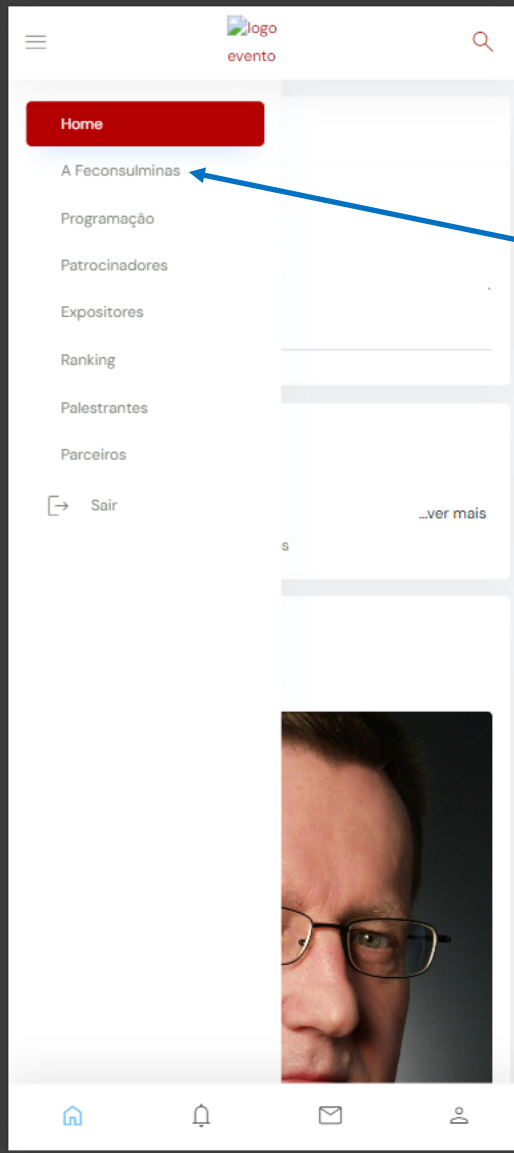 logo
evento
Home
A Feconsulminas
Programação
Patrocinadores
Expositores
Ranking
Palestrantes
Parceiros
Sair
...ver mais
s